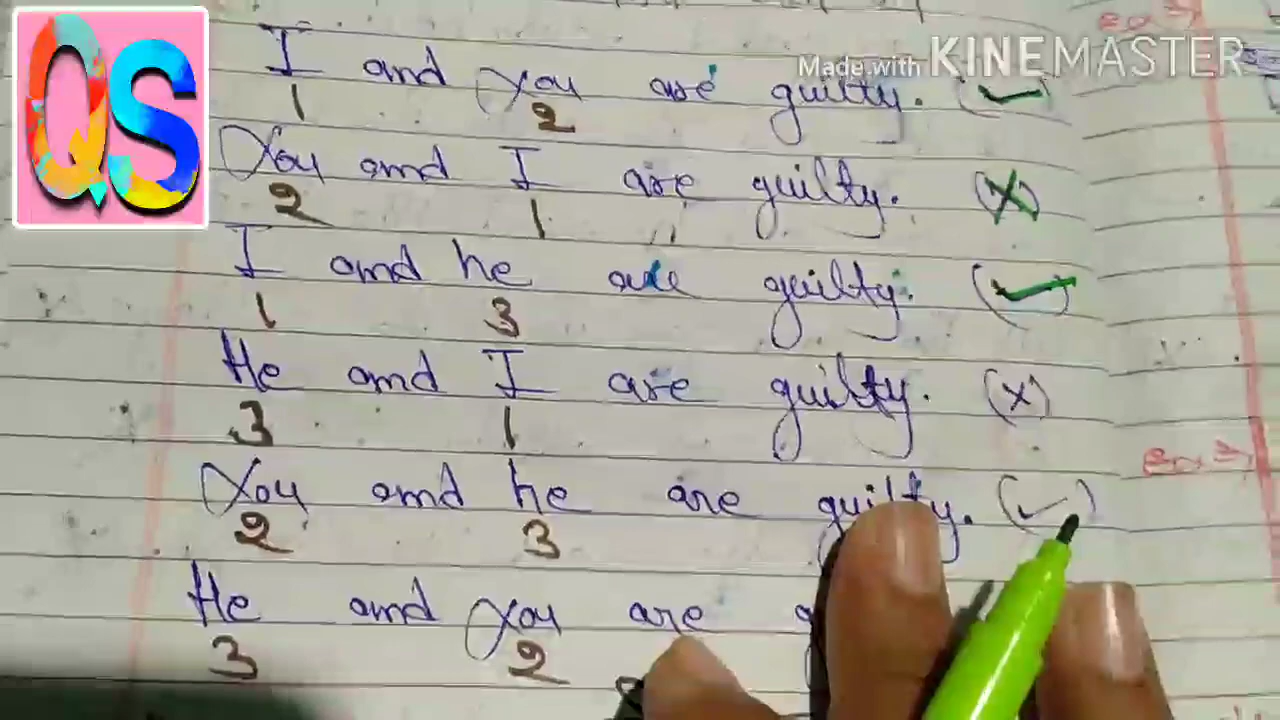 QS
Made with KINEMASTER
I and You are guilty. (✓)
1 2
You and I are guilty. (X)
2 1
I and he are guilty. (✓)
1 3
He and I are guilty. (X)
3 1
You and he are guilty. (✓)
2 3
He and You are
3 2